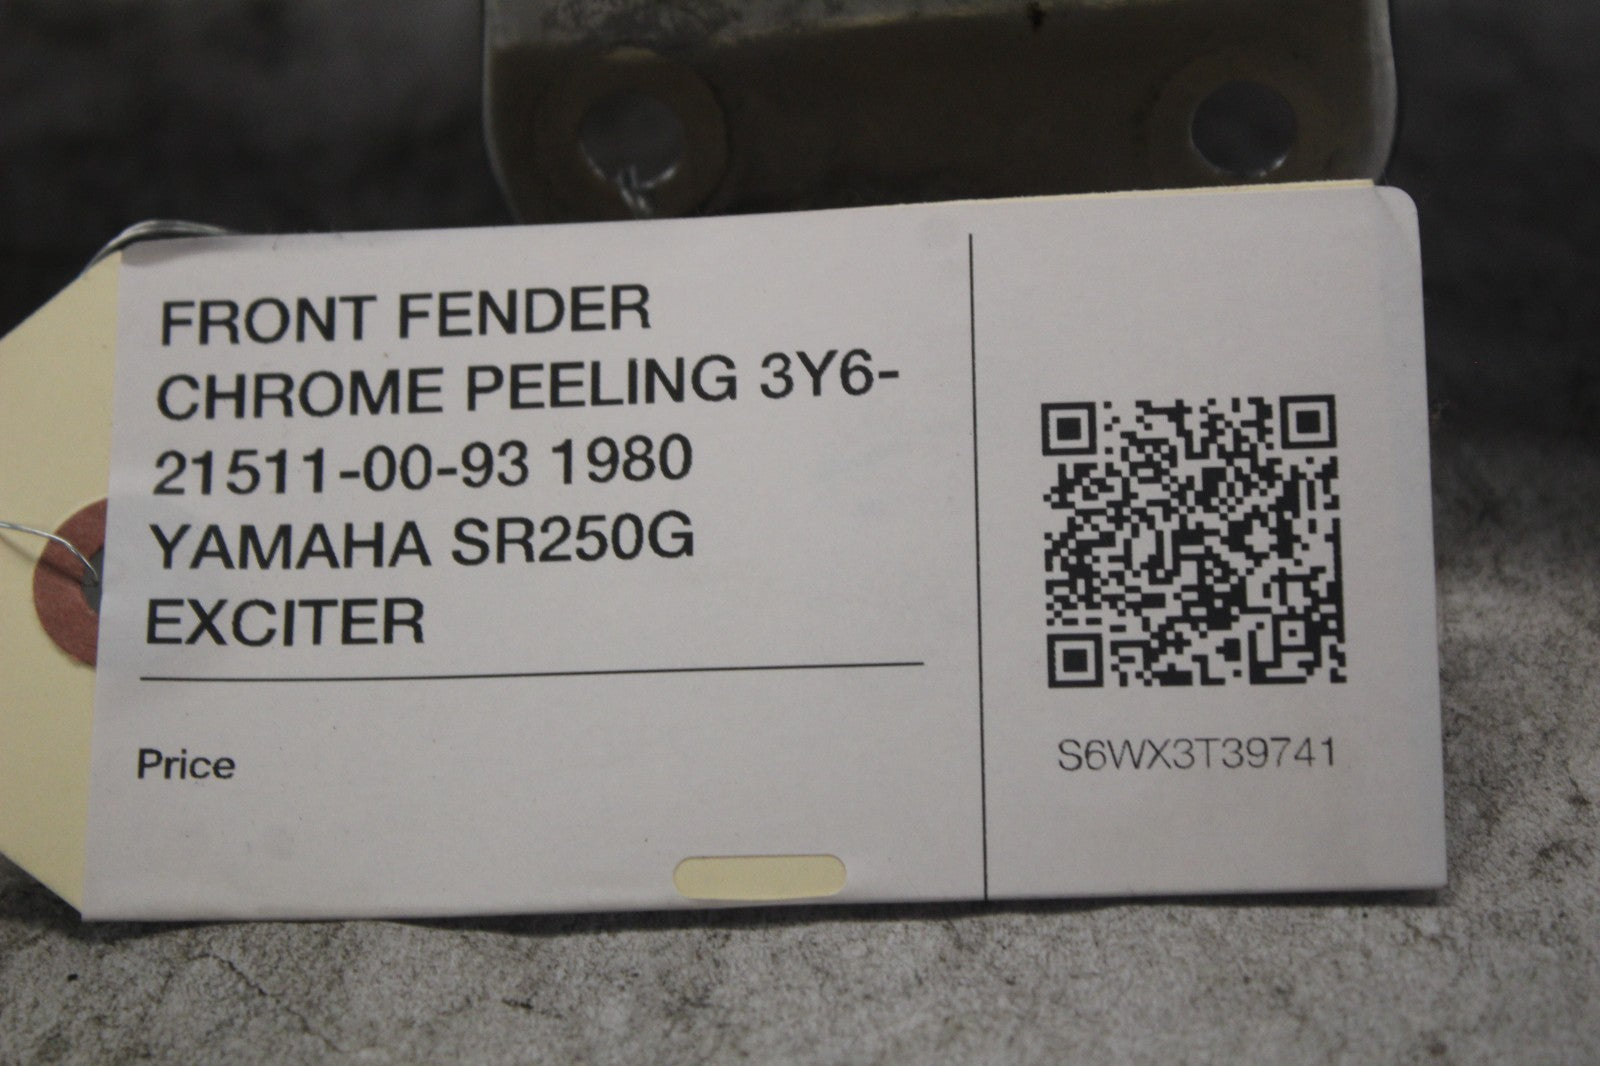 FRONT FENDER
CHROME PEELING 3Y6-
21511-00-93 1980
YAMAHA SR250G
EXCITER
Price
S6WX3T39741